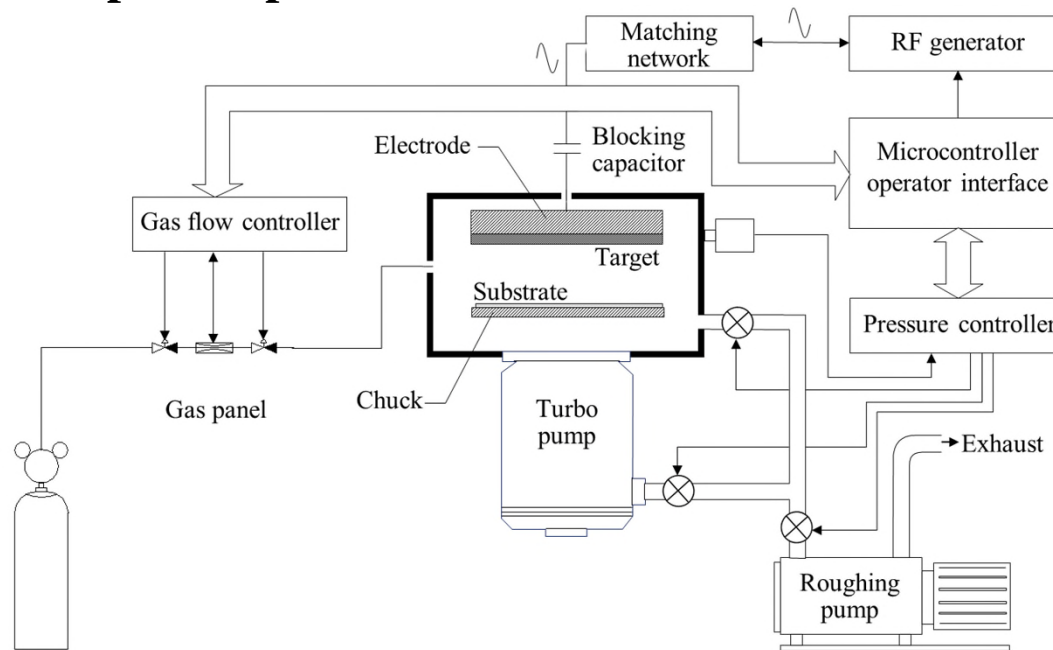 Matching
network
RF generator
Electrode
Blocking
capacitor
Microcontroller
operator interface
Gas flow controller
Target
Substrate
Pressure controller
Chuck
Gas panel
Turbo
pump
Exhaust
Roughing
pump